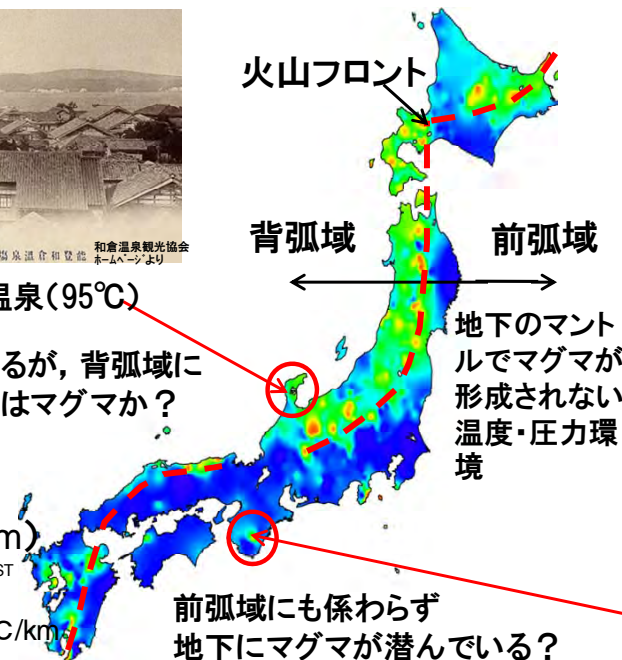 火山フロント
和倉温泉観光協会
ホームページより
背弧域
前弧域
温泉(95℃)
るが, 背弧域に
はマグマか？
地下のマント
ルでマグマが
形成されない
温度・圧力環
境
m)
ST
C/km
前弧域にも係わらず
地下にマグマが潜んでいる？